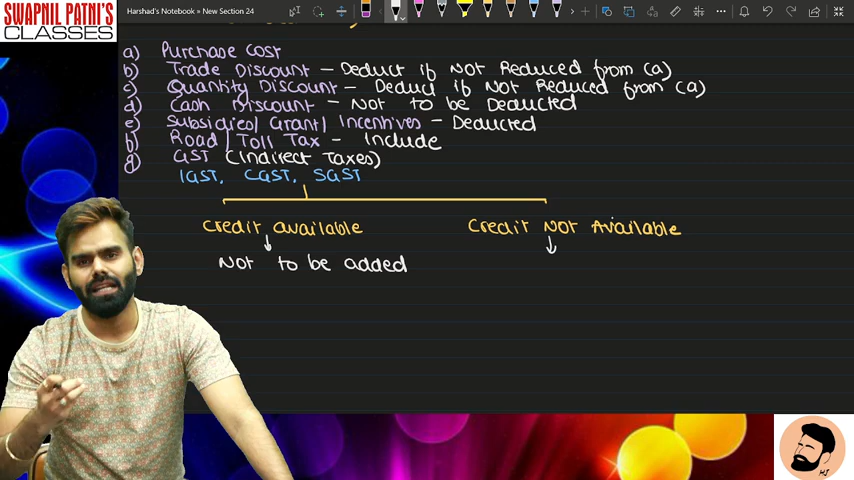 SWAPNIL PATNI'S
CLASSES
Harshad's Notebook » New Section 24
a) Purchase Cost
b) Trade Discount – Deduct if Not Reduced from (a)
c) Quantity Discount – Deduct if Not Reduced from (a)
d) Cash Discount – Not to be Deducted
e) Subsidies/ Grant/ Incentives – Deducted
f) Road/ Toll Tax – Include
g) GST (Indirect Taxes)
IGST, CGST, SGST
Credit available
Credit Not Available
Not to be added
HS